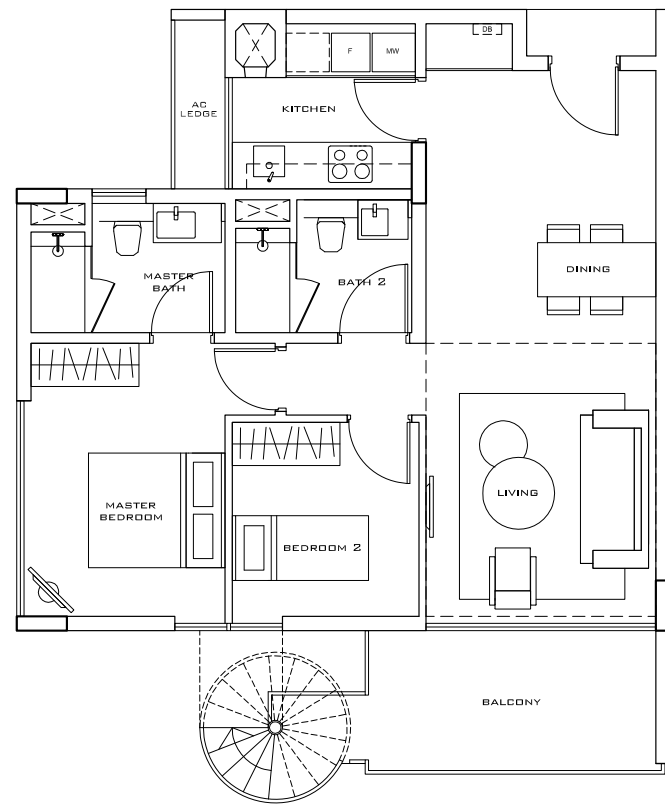 DB
F
MW
AC
LEDGE
KITCHEN
DINING
MASTER
BATH
BATH 2
MASTER
BEDROOM
BEDROOM 2
LIVING
BALCONY